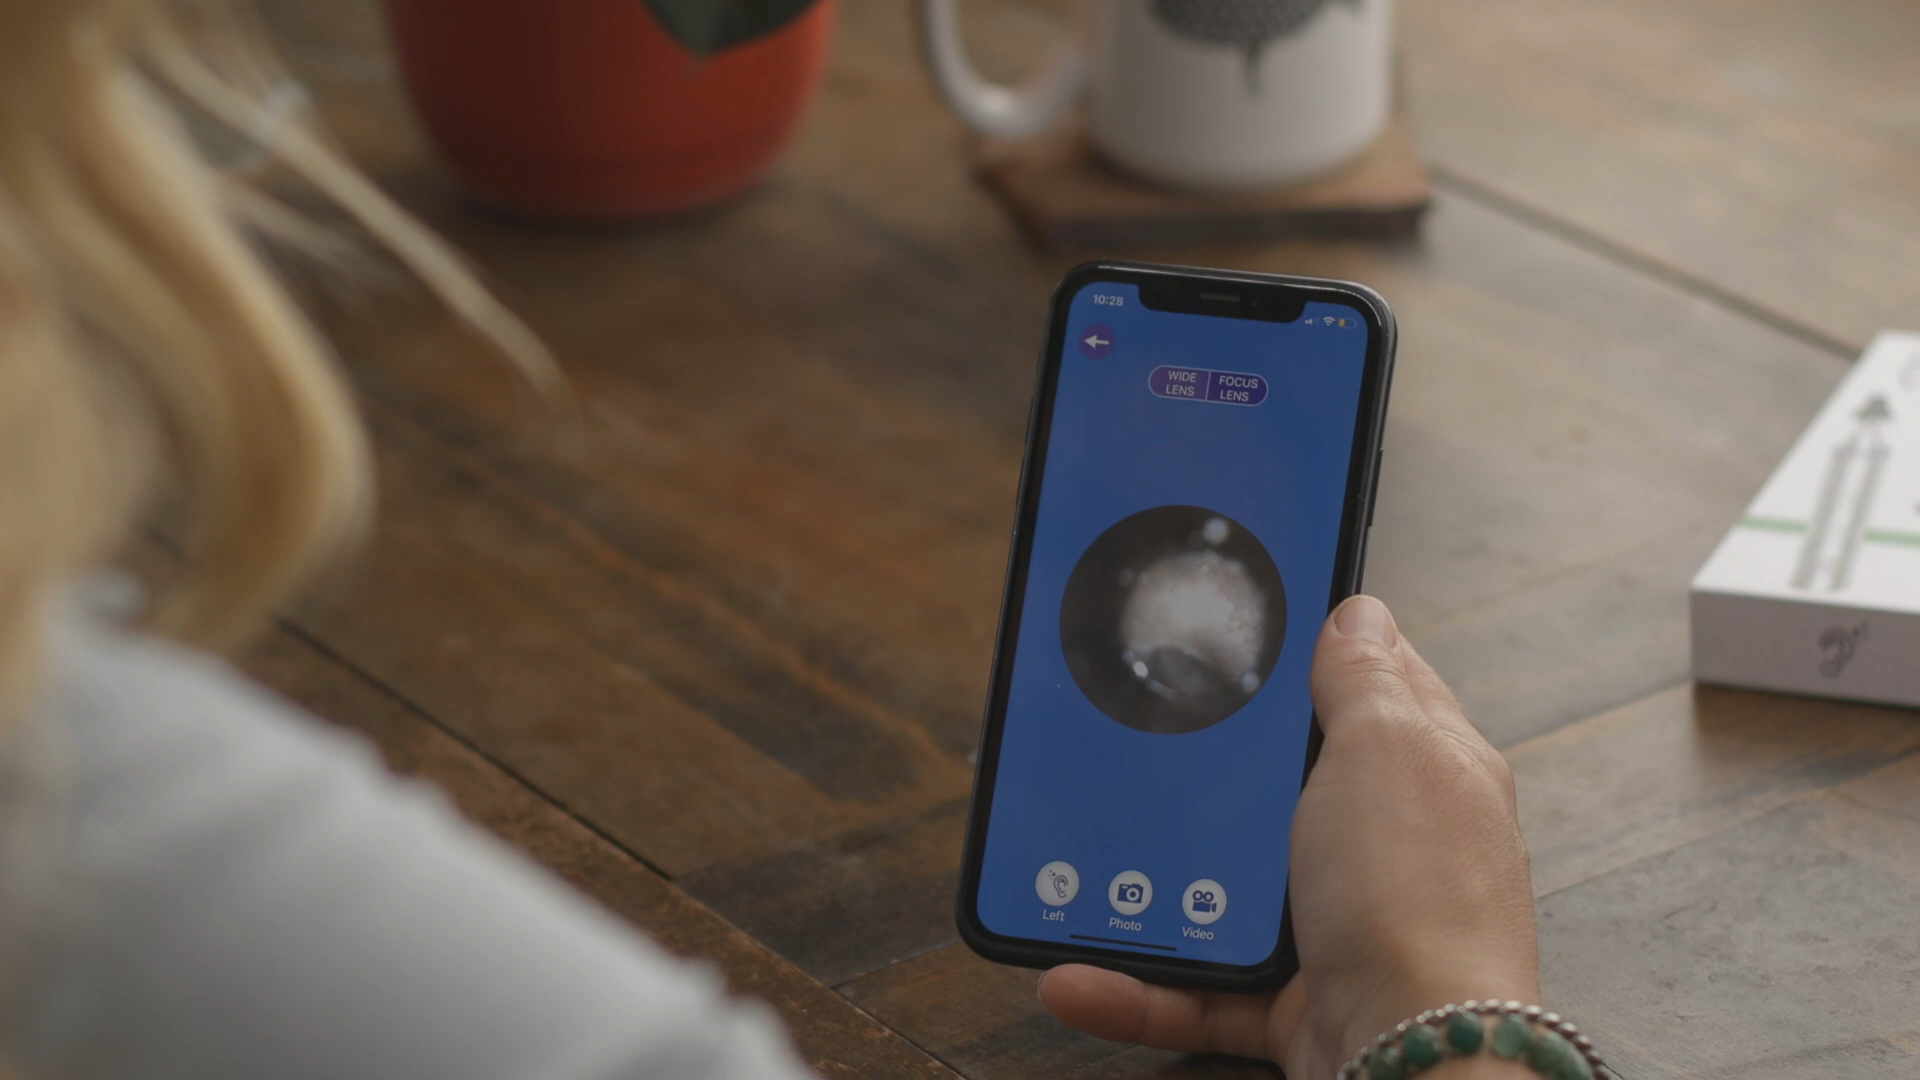 10:28
WIDE
LENS
FOCUS
LENS
Left
Photo
Video